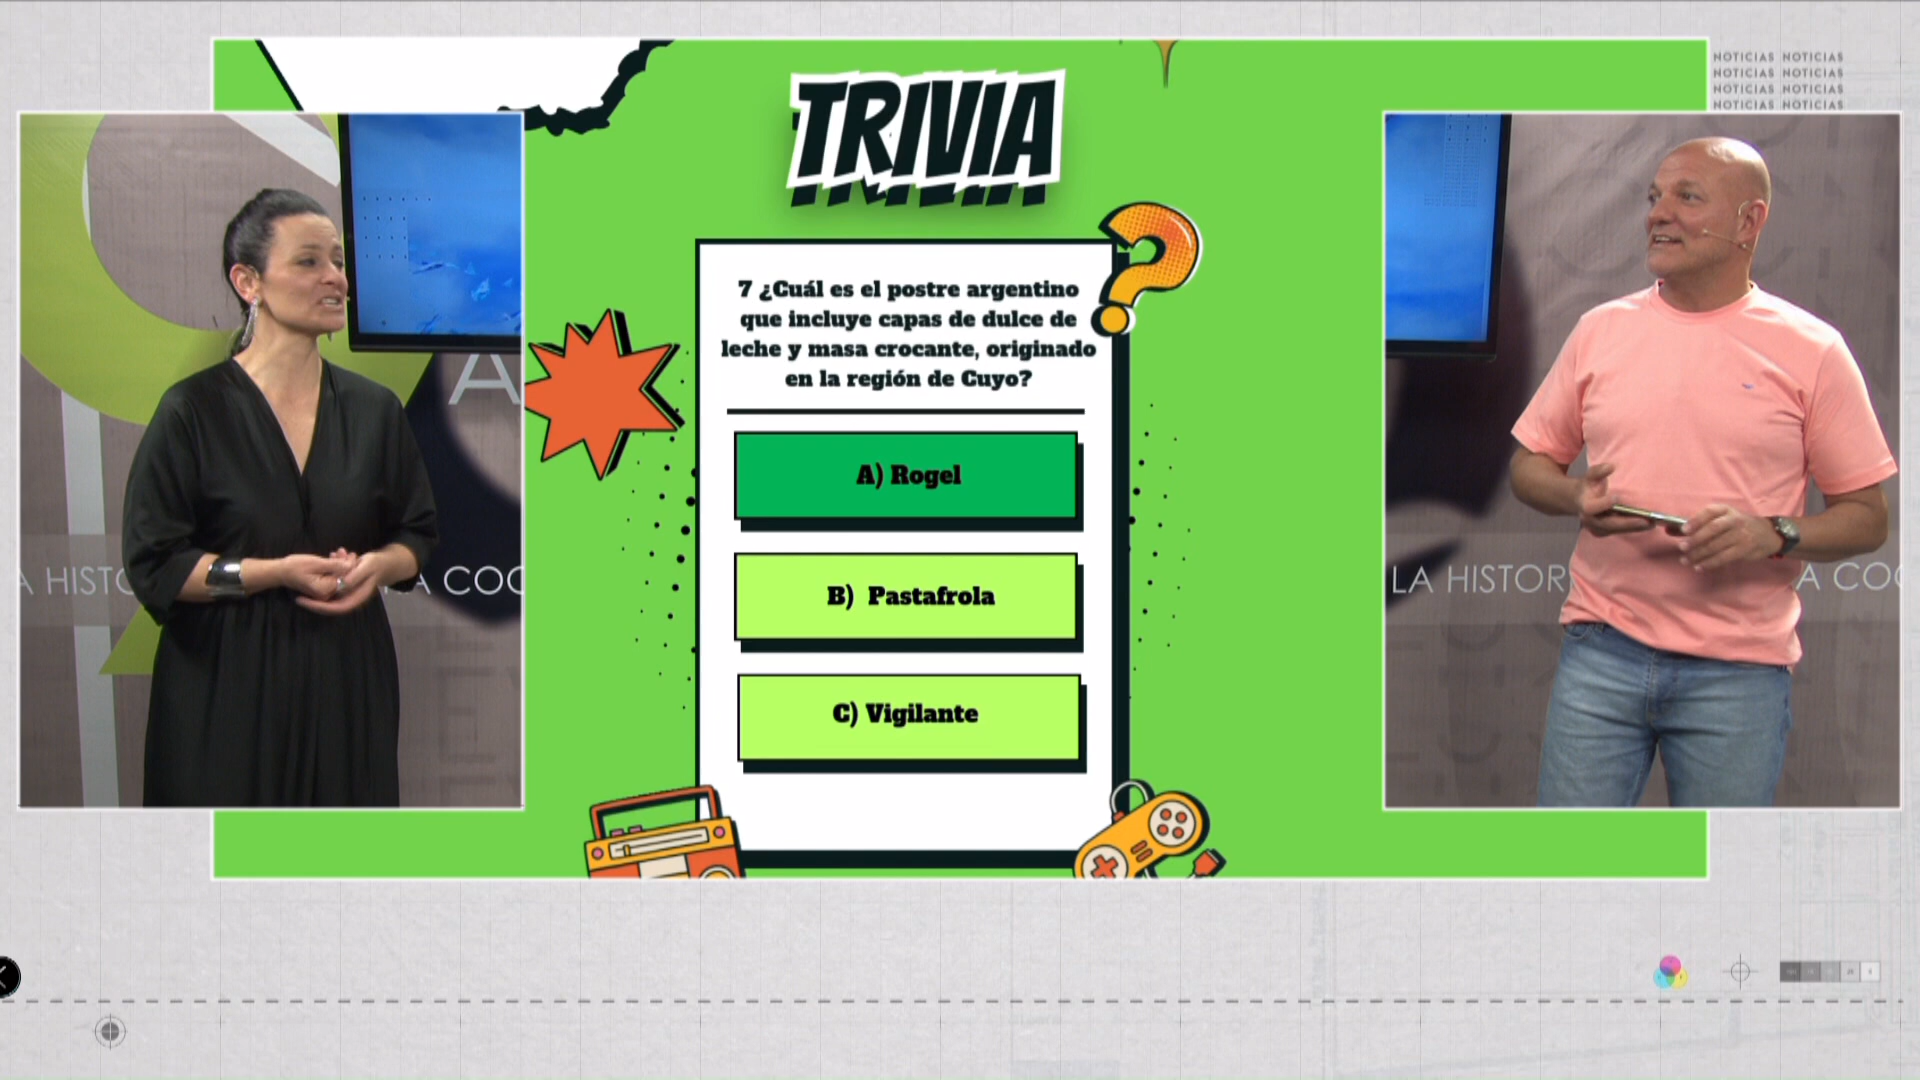 NOTICIAS NOTICIAS
NOTICIAS NOTICIAS
NOTICIAS NOTICIAS
NOTICIAS NOTICIAS
TRIVIA
7 ¿Cuál es el postre argentino
que incluye capas de dulce de
leche y masa crocante, originado
en la región de Cuyo?
A) Rogel
B) Pastafrola
C) Vigilante
A HISTO
A COC
LA HISTOR
A COC